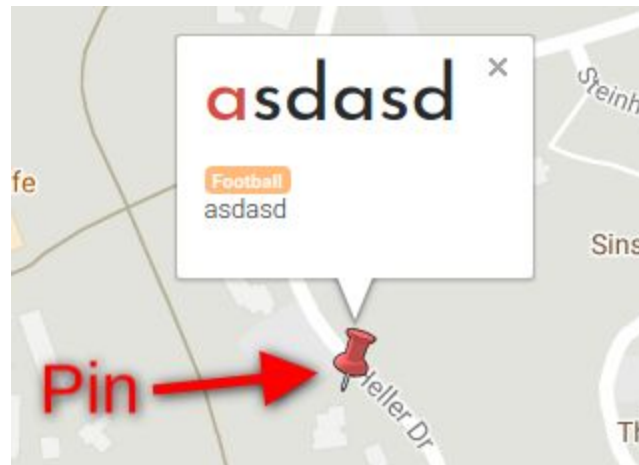 asdasd
×
Steinh
fe
Football
asdasd
Sins
Pin
Heller Dr
Th